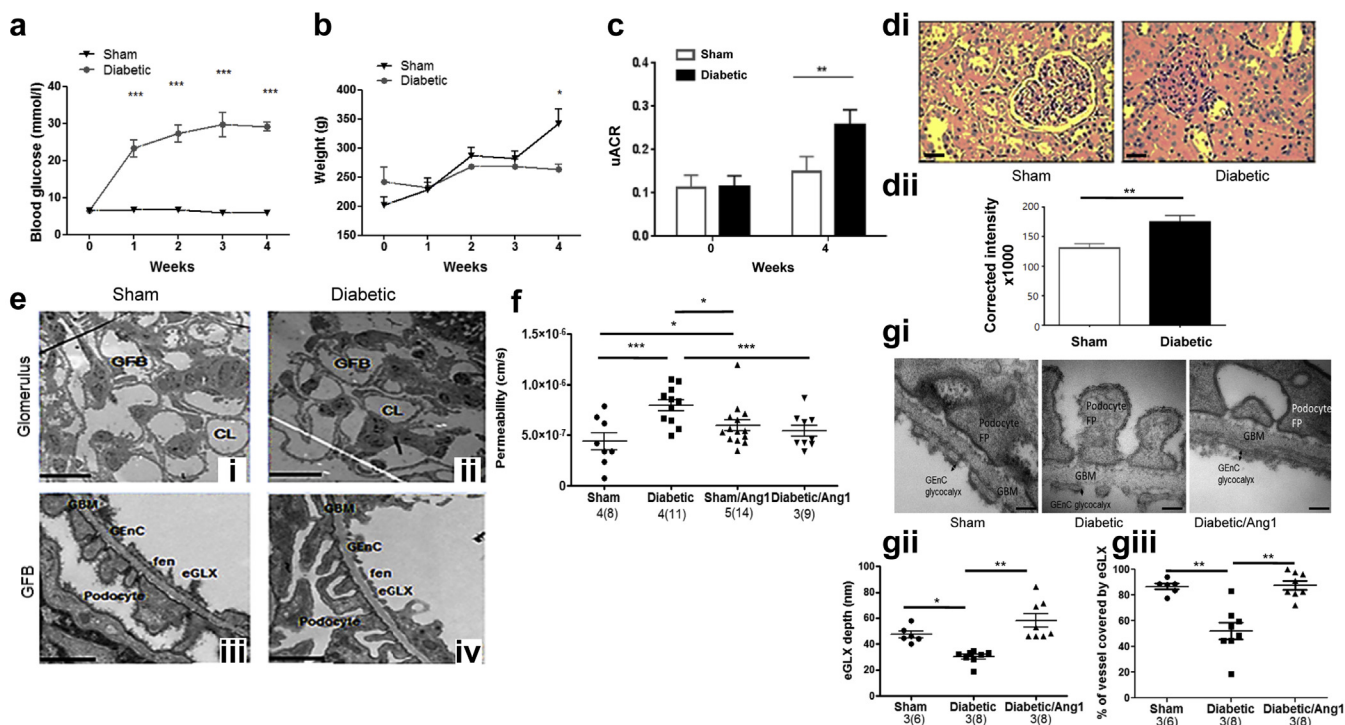 a
Sham
Diabetic
***
***
***
***
Blood glucose (mmol/l)
40
30
20
10
0
0 1 2 3 4
Weeks
b
Sham
Diabetic
*
Weight (g)
400
350
300
250
200
150
0 1 2 3 4
Weeks
c
Sham
Diabetic
**
uACR
0.4
0.3
0.2
0.1
0.0
0 4
Weeks
di
Sham Diabetic
dii
**
Corrected intensity
x1000
200
150
100
50
0
Sham Diabetic
e
Sham Diabetic
Glomerulus
GFB
CL
i
GFB
CL
ii
GFB
GBM
GEnC
fen
eGLX
Podocyte
iii
GBM
GEnC
fen
eGLX
Podocyte
iv
f
*
*
*** ***
Permeability (cm/s)
1.5×10-6
1.0×10-6
5.0×10-7
0
Sham Diabetic Sham/Ang1 Diabetic/Ang1
4(8) 4(11) 5(14) 3(9)
gi
Podocyte
FP
GBM
GEnC
glycocalyx
Podocyte
FP
GBM
GEnC glycocalyx
Podocyte
FP
GBM
GEnC
glycocalyx
Sham Diabetic Diabetic/Ang1
gii
**
*
eGLX depth (nm)
100
80
60
40
20
0
Sham Diabetic Diabetic/Ang1
3(6) 3(8) 3(8)
giii
** **
% of vessel covered by eGLX
100
80
60
40
20
0
Sham Diabetic Diabetic/Ang1
3(6) 3(8) 3(8)